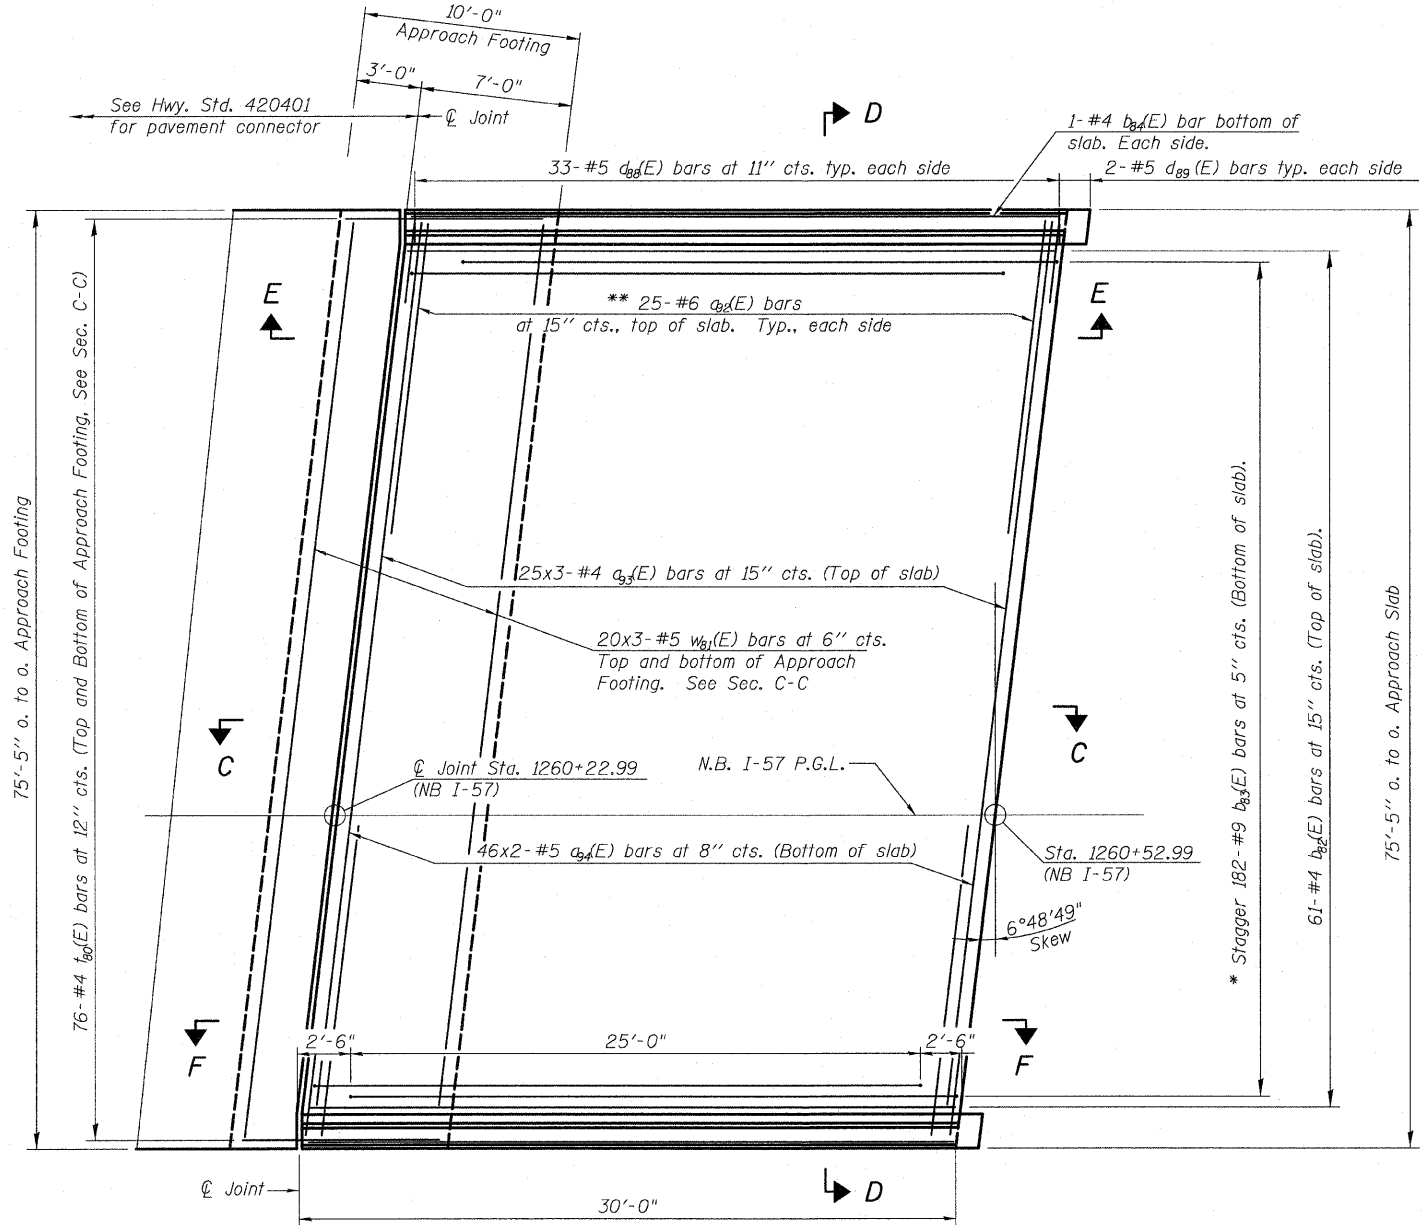 10'-0"
Approach Footing
3'-0"
7'-0"
See Hwy. Std. 420401
for pavement connector
℄ Joint
D
1-#4 b84(E) bar bottom of
slab. Each side.
33-#5 d88(E) bars at 11" cts. typ. each side
2-#5 d89(E) bars typ. each side
E
E
** 25-#6 a92(E) bars
at 15" cts., top of slab. Typ., each side
75'-5" o. to o. Approach Footing
76-#4 t80(E) bars at 12" cts. (Top and Bottom of Approach Footing, See Sec. C-C)
25x3-#4 a93(E) bars at 15" cts. (Top of slab)
20x3-#5 w81(E) bars at 6" cts.
Top and bottom of Approach
Footing. See Sec. C-C
C
C
℄ Joint Sta. 1260+22.99
(NB I-57)
N.B. I-57 P.G.L.
46x2-#5 a94(E) bars at 8" cts. (Bottom of slab)
Sta. 1260+52.99
(NB I-57)
6°48'49"
Skew
* Stagger 182-#9 b83(E) bars at 5" cts. (Bottom of slab).
61-#4 b82(E) bars at 15" cts. (Top of slab).
75'-5" o. to o. Approach Slab
F
F
2'-6"
25'-0"
2'-6"
℄ Joint
D
30'-0"